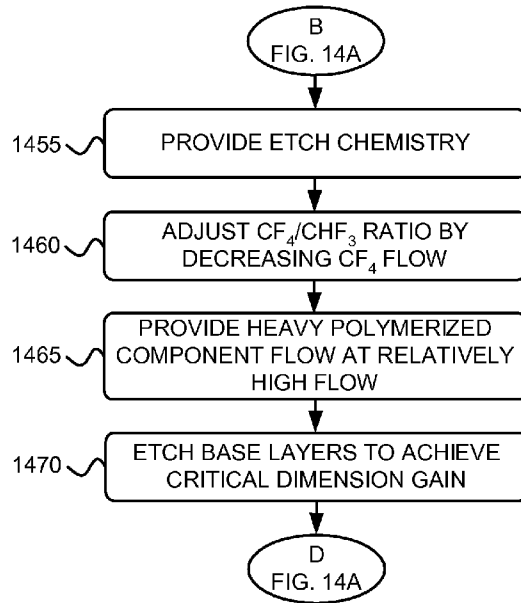 B
FIG. 14A
1455
PROVIDE ETCH CHEMISTRY
1460
ADJUST CF₄/CHF₃ RATIO BY
DECREASING CF₄ FLOW
1465
PROVIDE HEAVY POLYMERIZED
COMPONENT FLOW AT RELATIVELY
HIGH FLOW
1470
ETCH BASE LAYERS TO ACHIEVE
CRITICAL DIMENSION GAIN
D
FIG. 14A